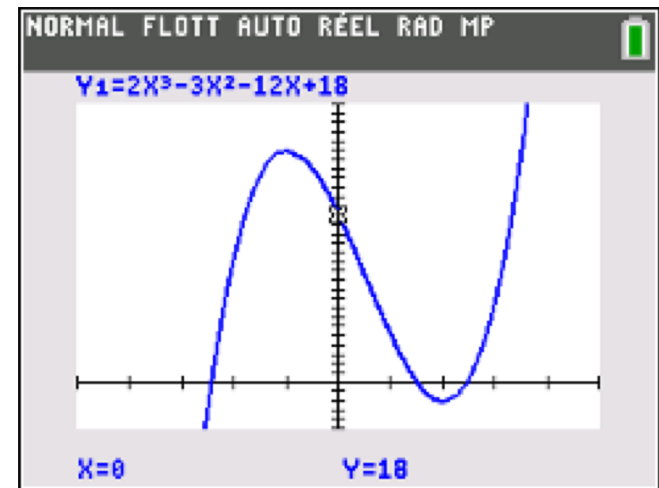 NORMAL FLOTT AUTO RÉEL RAD MP
Y₁=2X³-3X²-12X+18
X=0 Y=18